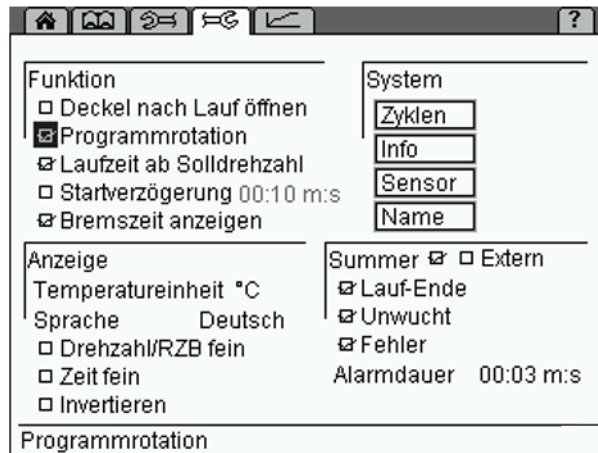 ?
Funktion
Deckel nach Lauf öffnen
Programmrotation
Laufzeit ab Solldrehzahl
Startverzögerung 00:10 m:s
Bremszeit anzeigen
System
Zyklen
Info
Sensor
Name
Anzeige
Temperatureinheit °C
Sprache Deutsch
Drehzahl/RZB fein
Zeit fein
Invertieren
Summer Extern
Lauf-Ende
Unwucht
Fehler
Alarmdauer 00:03 m:s
Programmrotation